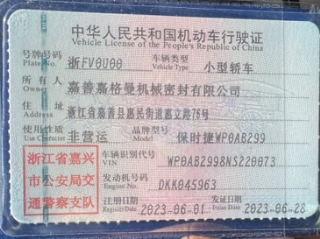 中华人民共和国机动车行驶证
Vehicle License of the People's Republic of China
号牌号码 浙FV0U00 车辆类型 小型轿车
Plate No. Vehicle Type
所有人 嘉善嘉格曼机械密封有限公司
Owner
住址 浙江省嘉善县惠民街道嘉立路76号
Address
使用性质 非营运 品牌型号 保时捷WP0AB299
Use Character Model
浙江省嘉兴
市公安局交
通警察支队
车辆识别代号 WP0AB2998NS220073
VIN
发动机号码 DKK045963
Engine No.
注册日期 2023-06-01 发证日期 2023-06-28
Register Date Issue Date